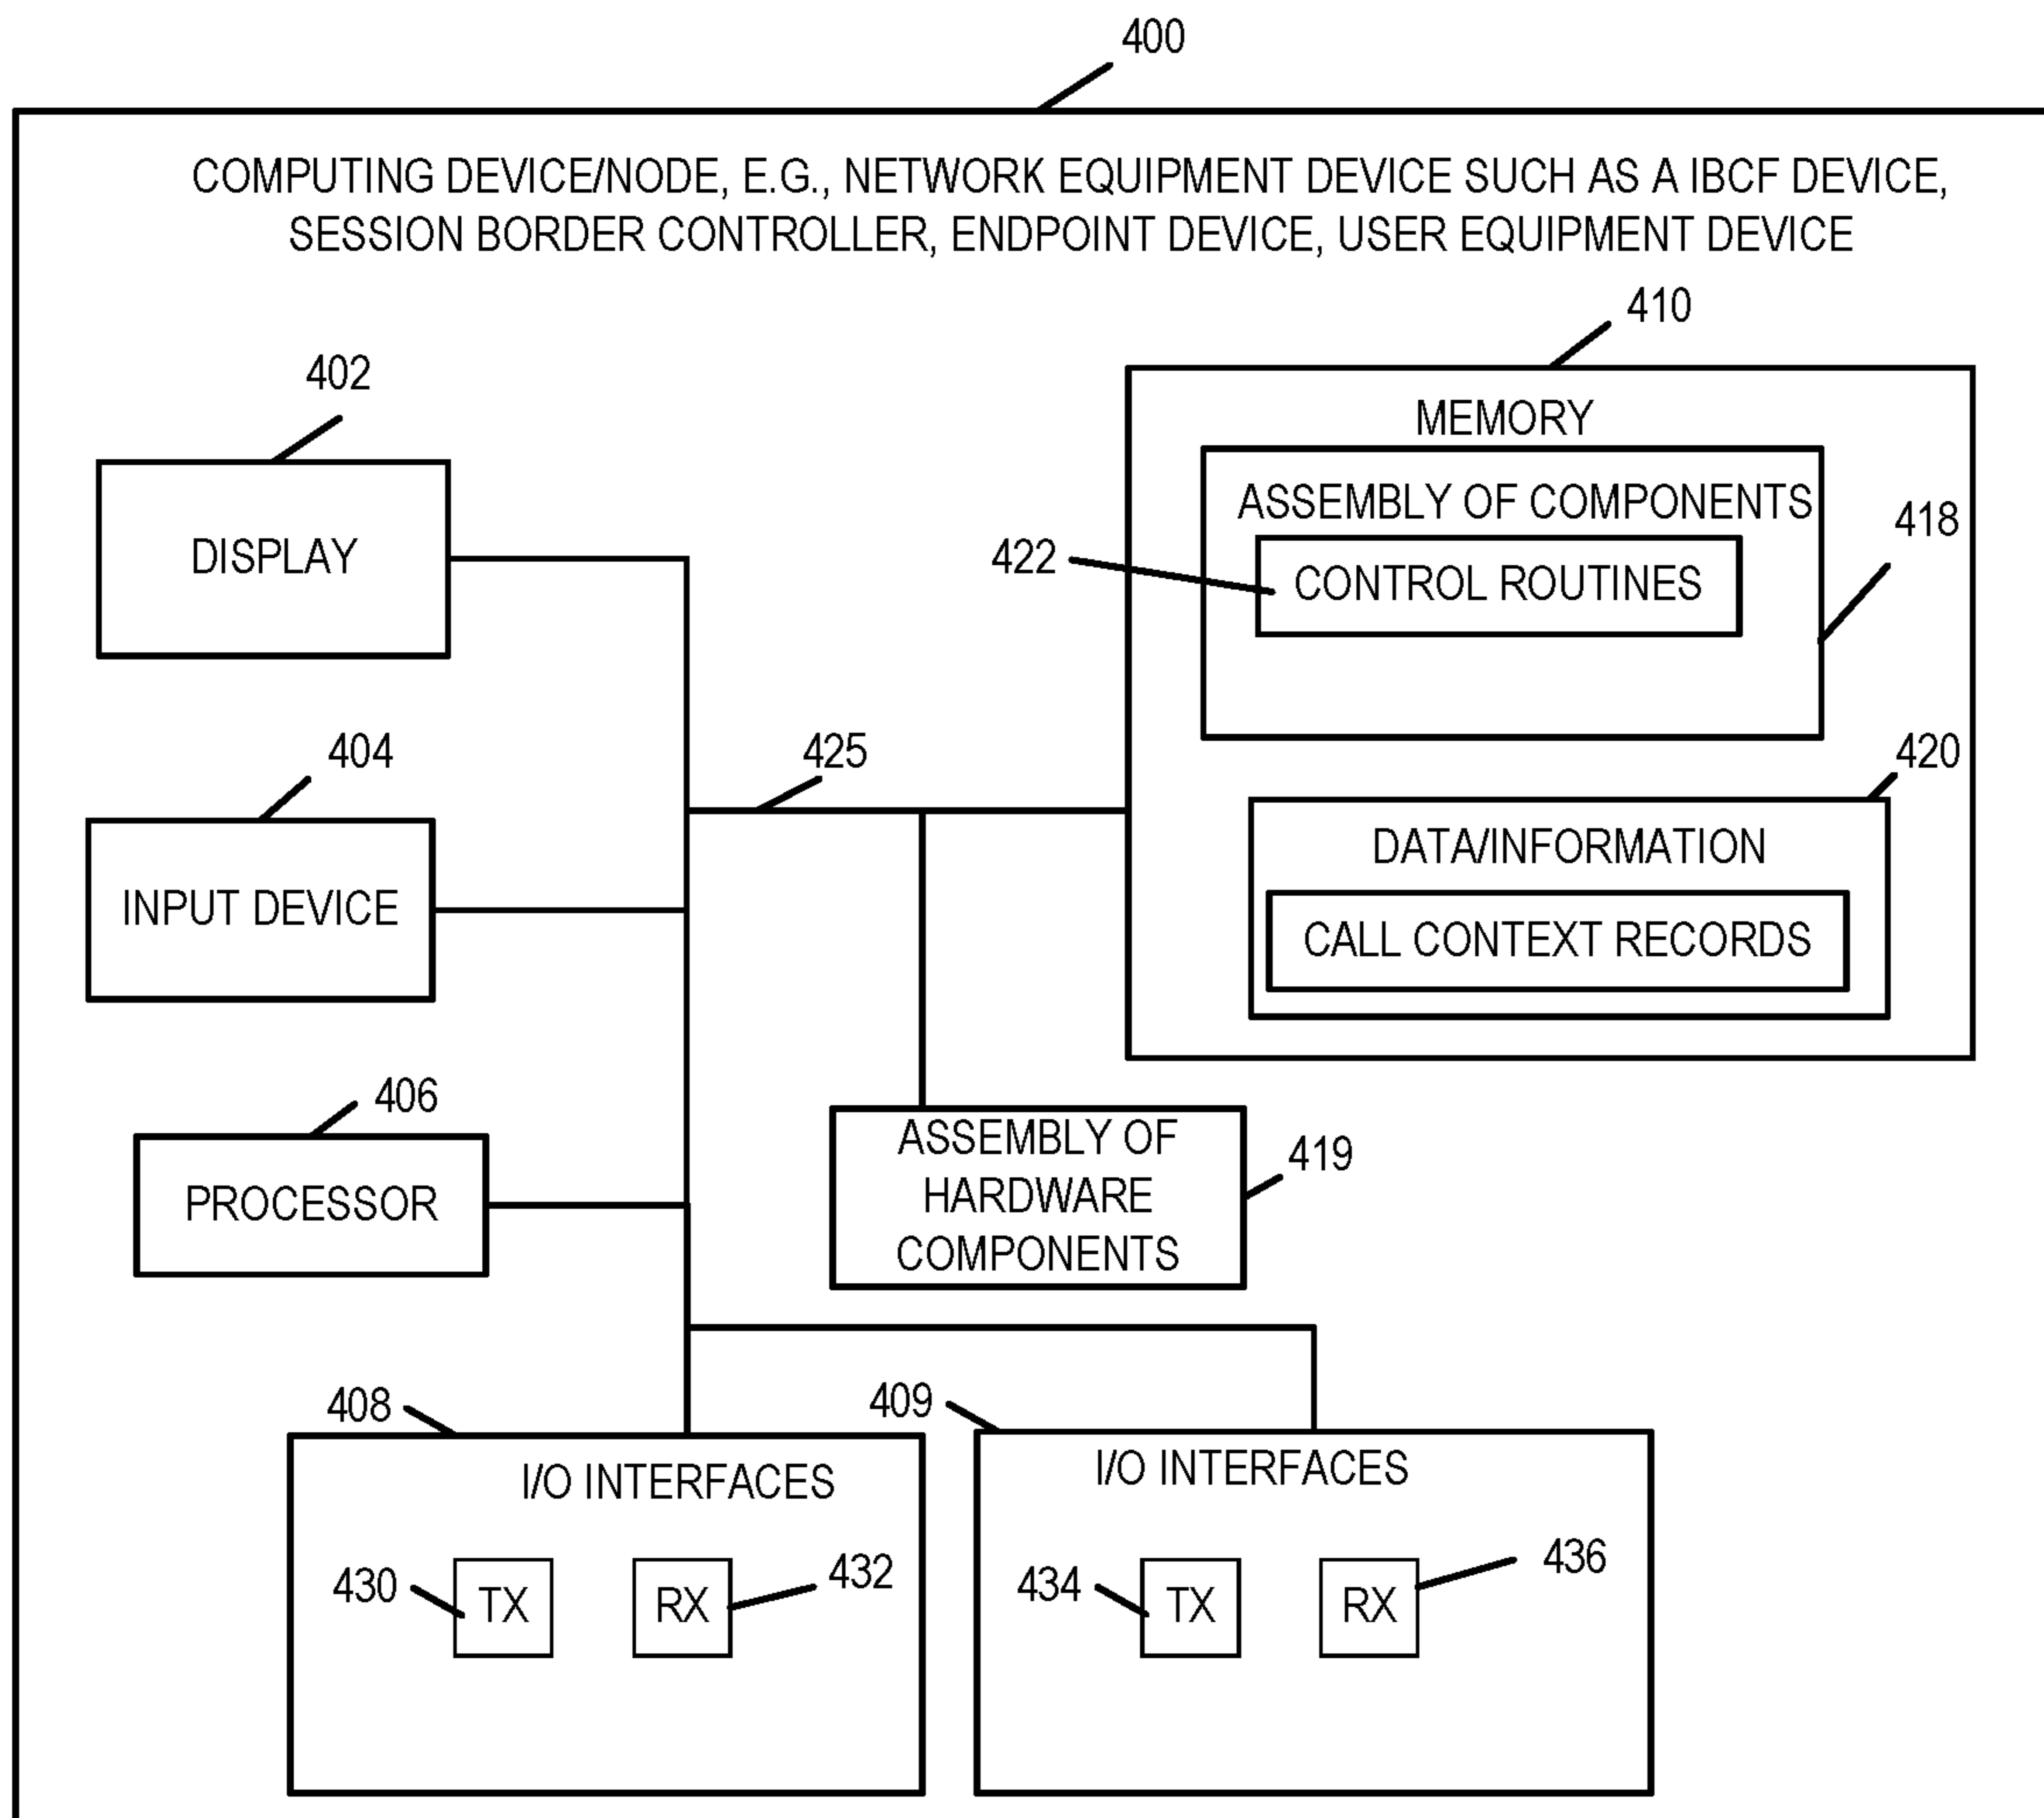 400
COMPUTING DEVICE/NODE, E.G., NETWORK EQUIPMENT DEVICE SUCH AS A IBCF DEVICE,
SESSION BORDER CONTROLLER, ENDPOINT DEVICE, USER EQUIPMENT DEVICE
410
402
MEMORY
ASSEMBLY OF COMPONENTS
418
DISPLAY
422
CONTROL ROUTINES
404
425
420
DATA/INFORMATION
INPUT DEVICE
CALL CONTEXT RECORDS
406
ASSEMBLY OF
HARDWARE
COMPONENTS
419
PROCESSOR
408
409
I/O INTERFACES
I/O INTERFACES
430
TX
RX
432
434
TX
RX
436